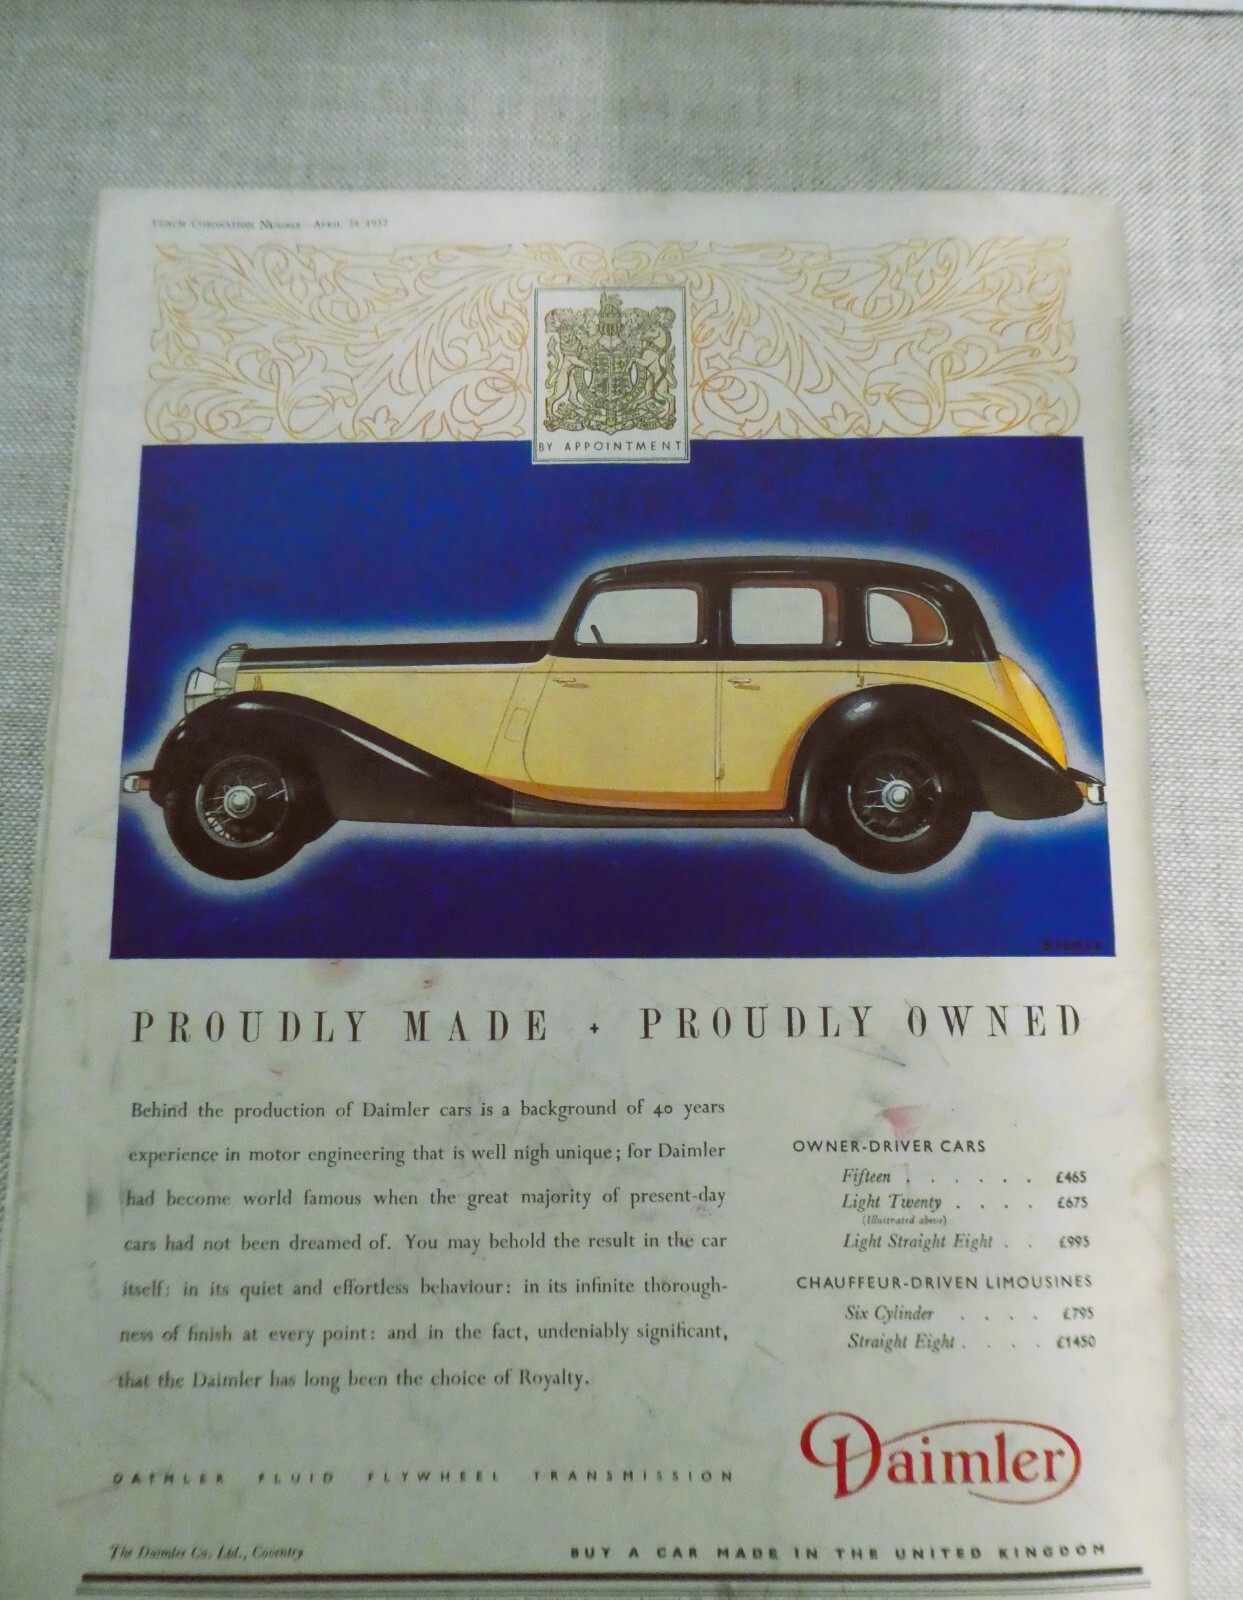 PUNCH CORONATION NUMBER—APRIL 28 1937
BY APPOINTMENT
PROUDLY MADE + PROUDLY OWNED
Behind the production of Daimler cars is a background of 40 years
experience in motor engineering that is well nigh unique; for Daimler
had become world famous when the great majority of present-day
cars had not been dreamed of. You may behold the result in the car
itself: in its quiet and effortless behaviour: in its infinite thorough-
ness of finish at every point: and in the fact, undeniably significant,
that the Daimler has long been the choice of Royalty.
OWNER-DRIVER CARS
Fifteen . . . . . . £465
Light Twenty . . . . £675
(Illustrated above)
Light Straight Eight . . £995
CHAUFFEUR-DRIVEN LIMOUSINES
Six Cylinder . . . . £795
Straight Eight . . . . £1450
Daimler
DAIMLER FLUID FLYWHEEL TRANSMISSION
The Daimler Co. Ltd., Coventry
BUY A CAR MADE IN THE UNITED KINGDOM